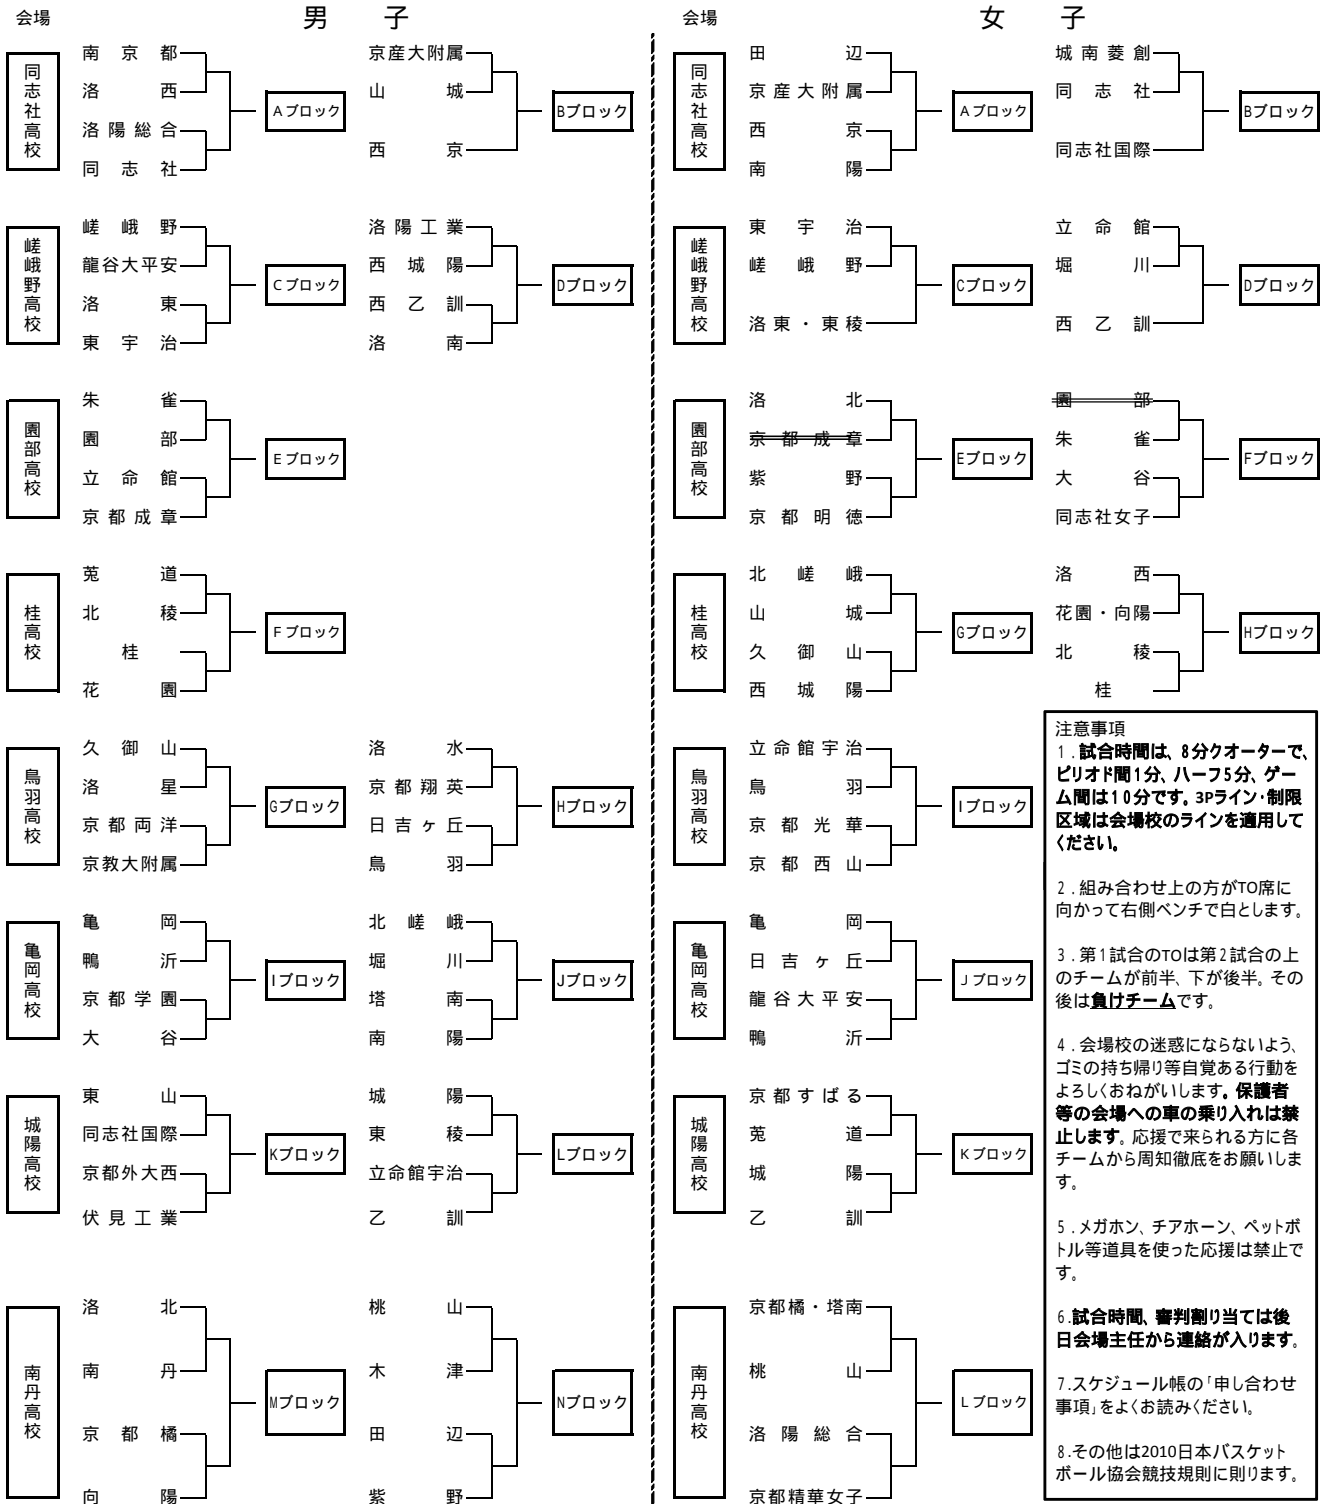 会場
男子
同志社高校
南京都
洛西
洛陽総合
同志社
Aブロック
京産大附属
山城
西京
Bブロック
嵯峨野高校
嵯峨野
龍谷大平安
洛東
東宇治
Cブロック
洛陽工業
西城陽
西乙訓
洛南
Dブロック
園部高校
朱雀
園部
立命館
京都成章
Eブロック
桂高校
莵道
北稜
桂
花園
Fブロック
鳥羽高校
久御山
洛星
京都両洋
京教大附属
Gブロック
洛水
京都翔英
日吉ヶ丘
鳥羽
Hブロック
亀岡高校
亀岡
鴨沂
京都学園
大谷
Iブロック
北嵯峨
堀川
塔南
南陽
Jブロック
城陽高校
東山
同志社国際
京都外大西
伏見工業
Kブロック
城陽
東稜
立命館宇治
乙訓
Lブロック
南丹高校
洛北
南丹
京都橘
向陽
Mブロック
桃山
木津
田辺
紫野
Nブロック
会場
女子
同志社高校
田辺
京産大附属
西京
南陽
Aブロック
城南菱創
同志社
同志社国際
Bブロック
嵯峨野高校
東宇治
嵯峨野
洛東・東稜
Cブロック
立命館
堀川
西乙訓
Dブロック
園部高校
洛北
京都成章
紫野
京都明徳
Eブロック
園部
朱雀
大谷
同志社女子
Fブロック
桂高校
北嵯峨
山城
久御山
西城陽
Gブロック
洛西
花園・向陽
北稜
桂
Hブロック
鳥羽高校
立命館宇治
鳥羽
京都光華
京都西山
Iブロック
亀岡高校
亀岡
日吉ヶ丘
龍谷大平安
鴨沂
Jブロック
城陽高校
京都すばる
莵道
城陽
乙訓
Kブロック
南丹高校
京都橘・塔南
桃山
洛陽総合
京都精華女子
Lブロック
注意事項
1.試合時間は、8分クオーターで、
ピリオド間1分、ハーフ5分、ゲー
ム間は10分です。3Pライン・制限
区域は会場校のラインを適用して
ください。
2.組み合わせ上の方がTO席に
向かって右側ベンチで白とします。
3.第1試合のTOは第2試合の上
のチームが前半、下が後半。その
後は負けチームです。
4.会場校の迷惑にならないよう、
ゴミの持ち帰り等自覚ある行動を
よろしくおねがいします。保護者
等の会場への車の乗り入れは禁
止します。応援で来られる方に各
チームから周知徹底をお願いしま
す。
5.メガホン、チアホーン、ペットボ
トル等道具を使った応援は禁止で
す。
6.試合時間、審判割り当ては後
日会場主任から連絡が入ります。
7.スケジュール帳の「申し合わせ
事項」をよくお読みください。
8.その他は2010日本バスケット
ボール協会競技規則に則ります。